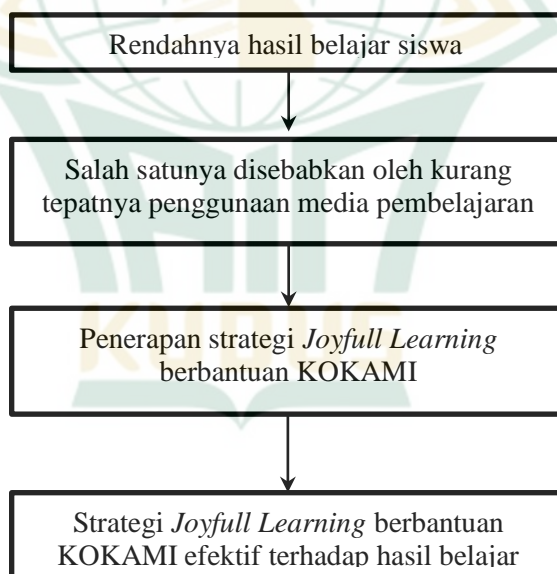 Rendahnya hasil belajar siswa
Salah satunya disebabkan oleh kurang
tepatnya penggunaan media pembelajaran
Penerapan strategi Joyfull Learning
berbantuan KOKAMI
KUDUS
Strategi Joyfull Learning berbantuan
KOKAMI efektif terhadap hasil belajar